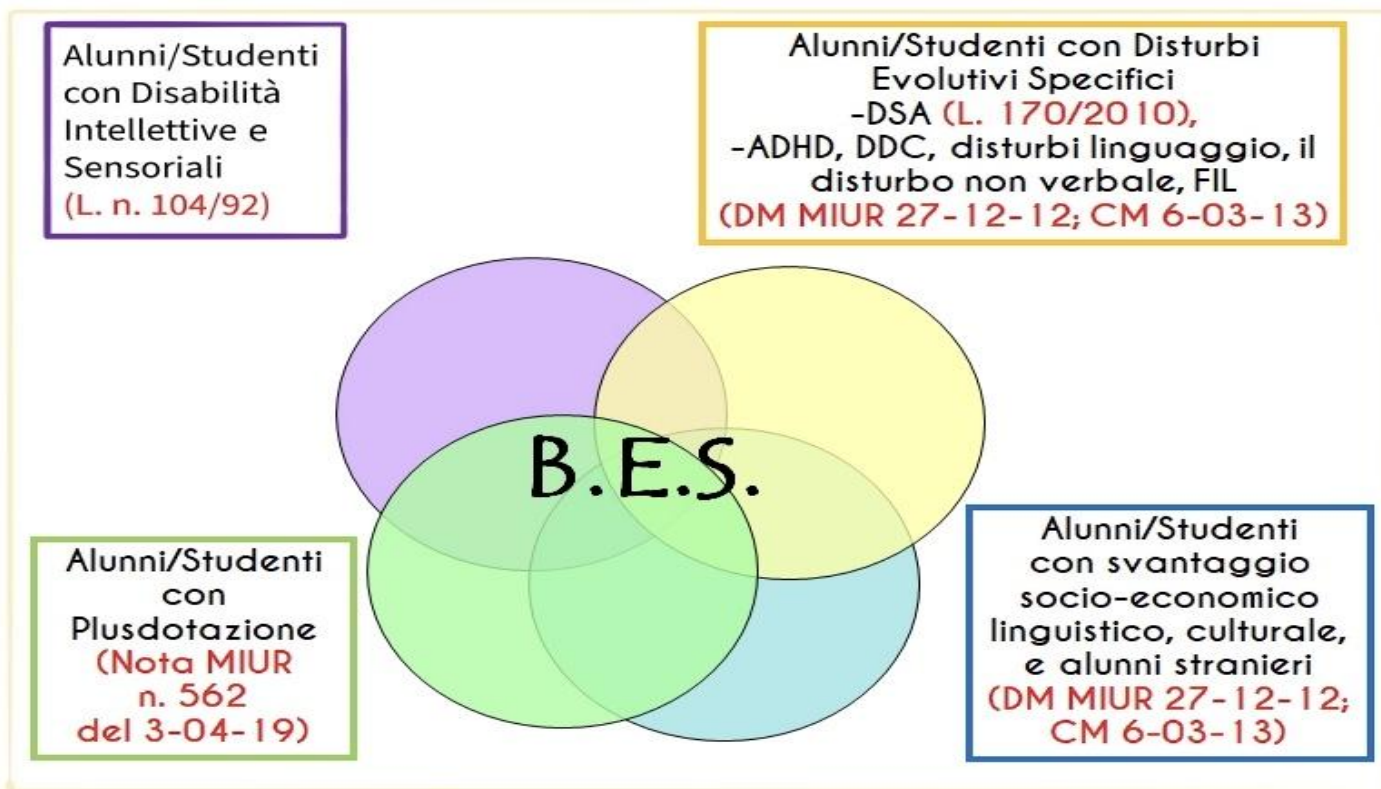 Alunni/Studenti
con Disabilità
Intellettive e
Sensoriali
(L. n. 104/92)
Alunni/Studenti con Disturbi
Evolutivi Specifici
-DSA (L. 170/2010),
-ADHD, DDC, disturbi linguaggio, il
disturbo non verbale, FIL
(DM MIUR 27-12-12; CM 6-03-13)
B.E.S.
Alunni/Studenti
con
Plusdotazione
(Nota MIUR
n. 562
del 3-04-19)
Alunni/Studenti
con svantaggio
socio-economico
linguistico, culturale,
e alunni stranieri
(DM MIUR 27-12-12;
CM 6-03-13)